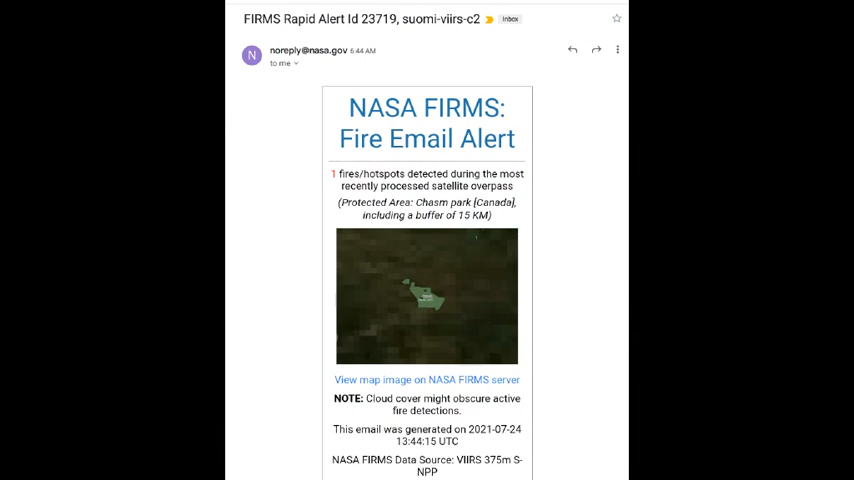 FIRMS Rapid Alert Id 23719, suomi-viirs-c2 Inbox
N
noreply@nasa.gov 6:44 AM
to me
NASA FIRMS:
Fire Email Alert
1 fires/hotspots detected during the most
recently processed satellite overpass
(Protected Area: Chasm park [Canada],
including a buffer of 15 KM)
View map image on NASA FIRMS server
NOTE: Cloud cover might obscure active
fire detections.
This email was generated on 2021-07-24
13:44:15 UTC
NASA FIRMS Data Source: VIIRS 375m S-
NPP